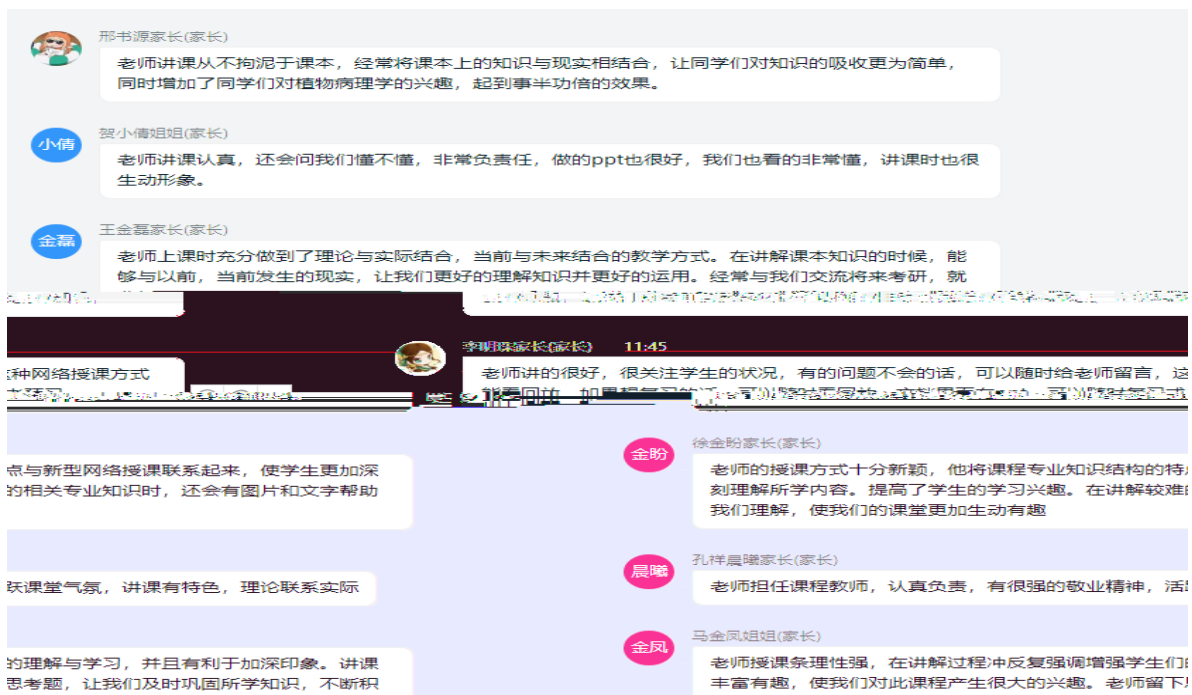 邢书源家长(家长)
老师讲课从不拘泥于课本，经常将课本上的知识与现实相结合，让同学们对知识的吸收更为简单，
同时增加了同学们对植物病理学的兴趣，起到事半功倍的效果。
小倩
贺小倩姐姐(家长)
老师讲课认真，还会问我们懂不懂，非常负责任，做的ppt也很好，我们也看的非常懂，讲课时也很
生动形象。
金磊
王金磊家长(家长)
老师上课时充分做到了理论与实际结合，当前与未来结合的教学方式。在讲解课本知识的时候，能
够与以前，当前发生的现实，让我们更好的理解知识并更好的运用。经常与我们交流将来考研，就
家长(家长) 11:45
这种网络授课方式
老师讲的很好，很关注学生的状况，有的问题不会的话，可以随时给老师留言，这
点与新型网络授课联系起来，使学生更加深
的相关专业知识时，还会有图片和文字帮助
跃课堂气氛，讲课有特色，理论联系实际
的理解与学习，并且有利于加深印象。讲课
思考题，让我们及时巩固所学知识，不断积
金盼
徐金盼家长(家长)
老师的授课方式十分新颖，他将课程专业知识结构的特点
刻理解所学内容。提高了学生的学习兴趣。在讲解较难的
我们理解，使我们的课堂更加生动有趣
晨曦
孔祥晨曦家长(家长)
老师担任课程教师，认真负责，有很强的敬业精神，活跃
金凤
马金凤姐姐(家长)
老师授课条理性强，在讲解过程冲反复强调增强学生们的
丰富有趣，使我们对此课程产生很大的兴趣。老师留下思